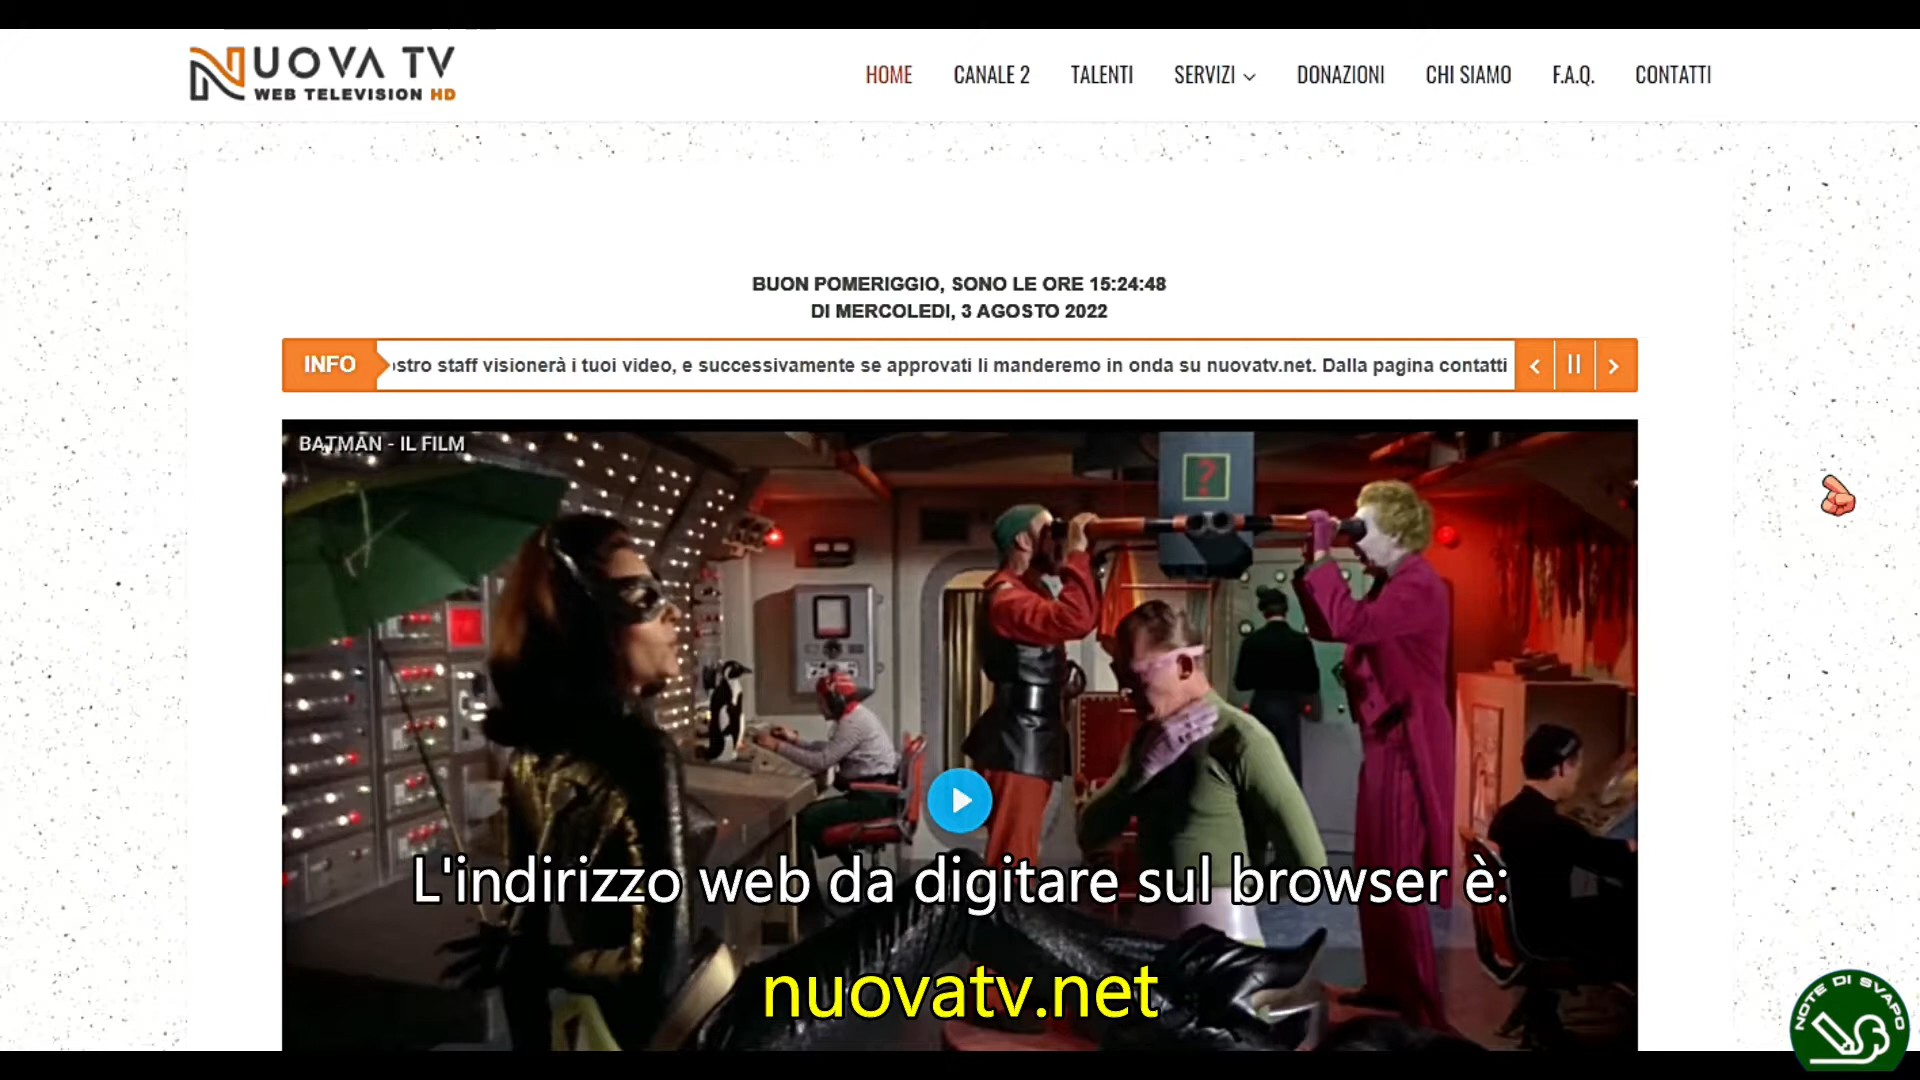 NUOVA TV
WEB TELEVISION HD
HOME CANALE 2 TALENTI SERVIZI DONAZIONI CHI SIAMO F.A.Q. CONTATTI
BUON POMERIGGIO, SONO LE ORE 15:24:48
DI MERCOLEDI, 3 AGOSTO 2022
INFO ostro staff visionerà i tuoi video, e successivamente se approvati li manderemo in onda su nuovatv.net. Dalla pagina contatti
BATMAN - IL FILM
?
L'indirizzo web da digitare sul browser è:
nuovatv.net
NOTE DI SVAPO